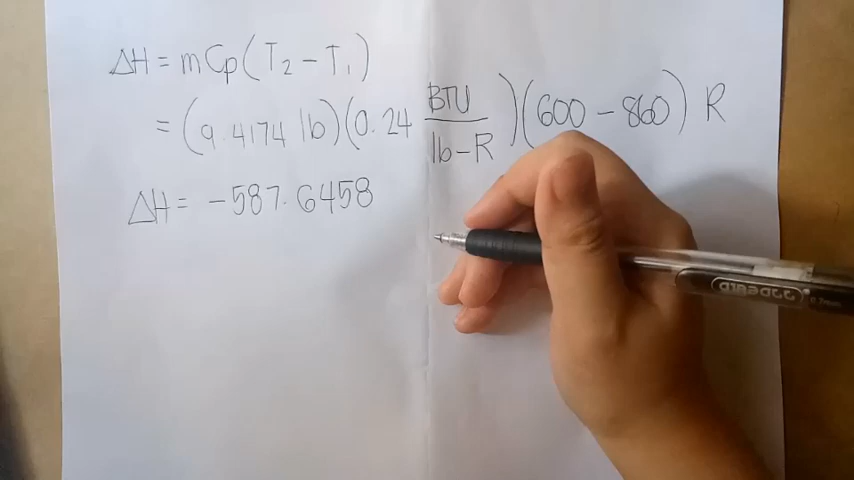 ΔH = mCp(T₂ - T₁)
= (9.4174 lb)(0.24 BTU/lb-R)(600 - 860) R
ΔH = -587.6458